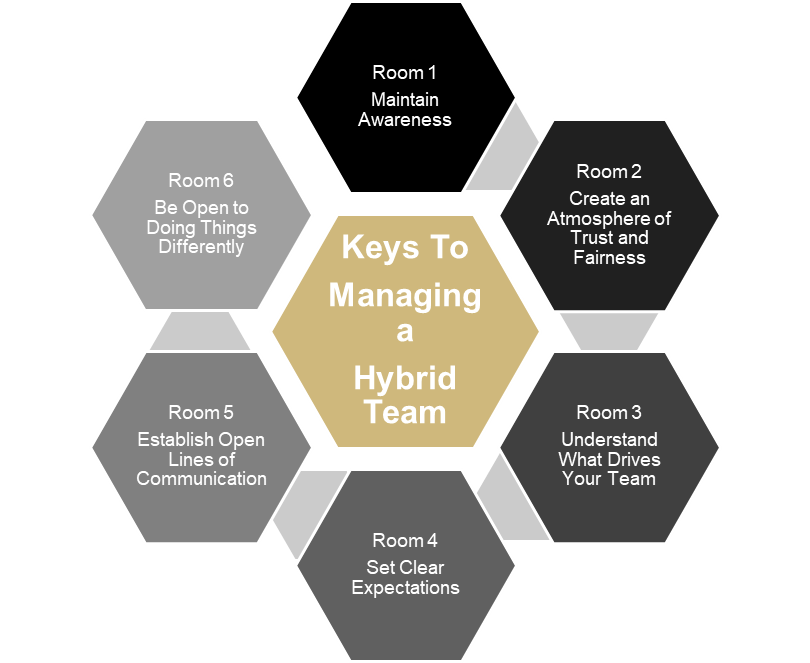 Room 1
Maintain
Awareness
Room 2
Create an
Atmosphere of
Trust and
Fairness
Room 3
Understand
What Drives
Your Team
Room 4
Set Clear
Expectations
Room 5
Establish Open
Lines of
Communication
Room 6
Be Open to
Doing Things
Differently
Keys To
Managing
a
Hybrid
Team